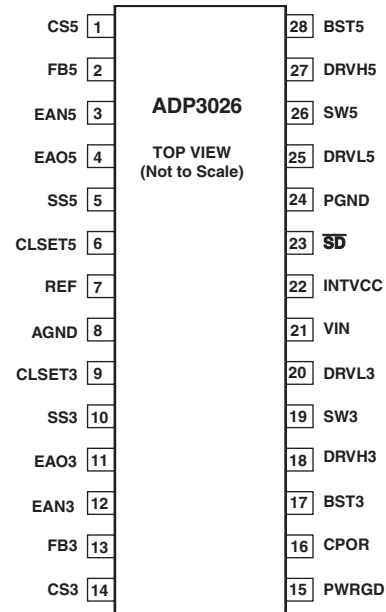 CS5 1
FB5 2
EAN5 3
EAO5 4
SS5 5
CLSET5 6
REF 7
AGND 8
CLSET3 9
SS3 10
EAO3 11
EAN3 12
FB3 13
CS3 14
ADP3026
TOP VIEW
(Not to Scale)
28 BST5
27 DRVH5
26 SW5
25 DRVL5
24 PGND
23 SD
22 INTVCC
21 VIN
20 DRVL3
19 SW3
18 DRVH3
17 BST3
16 CPOR
15 PWRGD